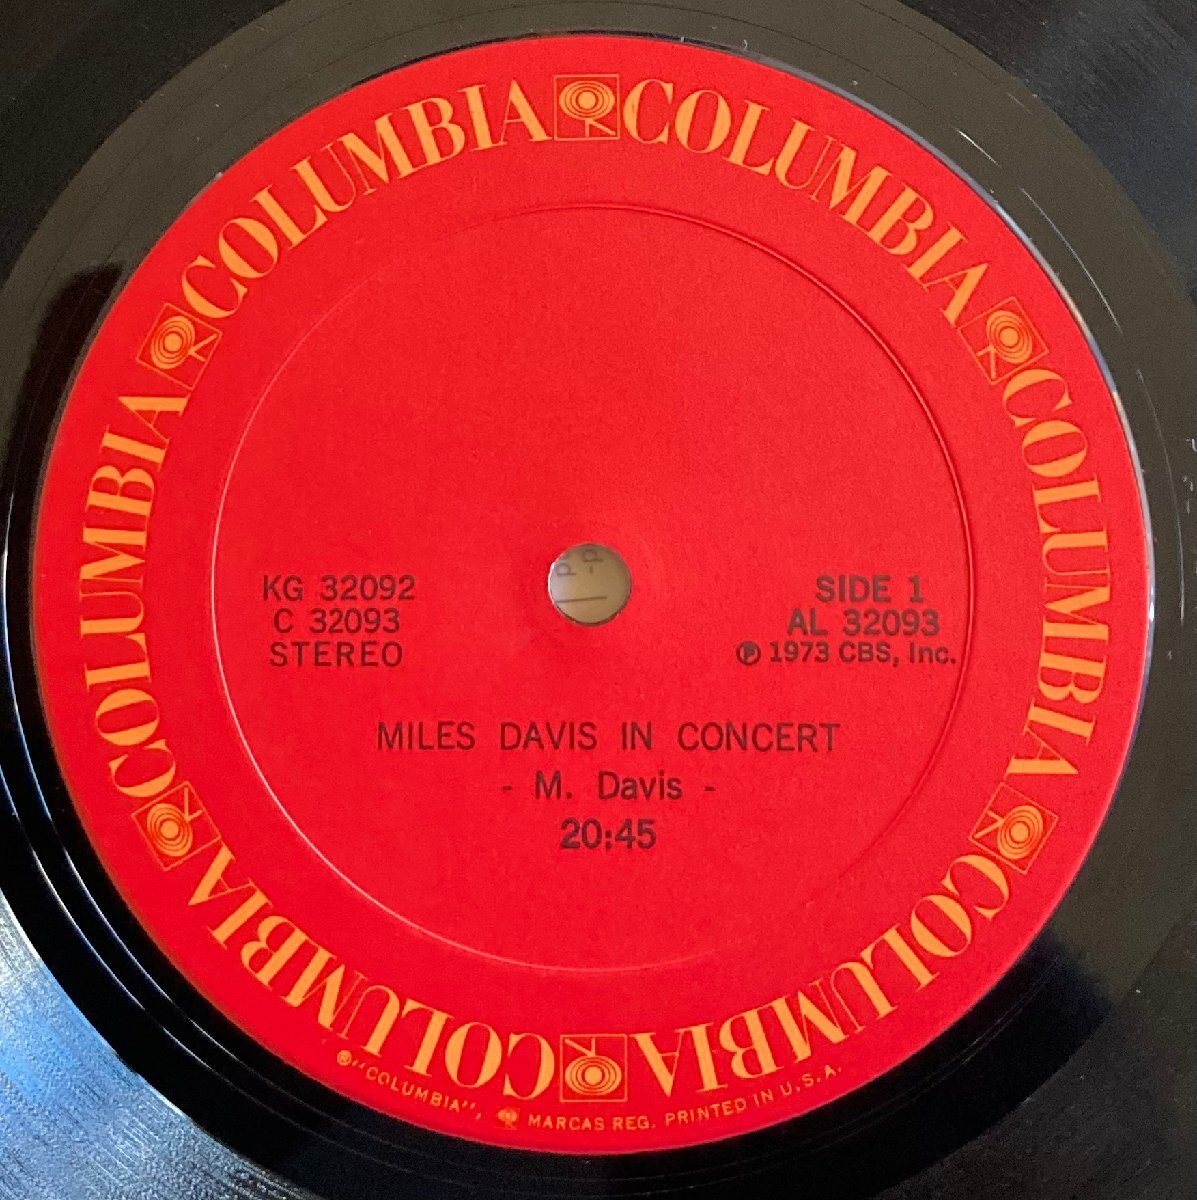 COLUMBIA COLUMBIA COLUMBIA COLUMBIA COLUMBIA COLUMBIA
KG 32092
C 32093
STEREO
SIDE 1
AL 32093
℗ 1973 CBS, Inc.
MILES DAVIS IN CONCERT
- M. Davis -
20:45
®"COLUMBIA", MARCAS REG. PRINTED IN U.S.A.